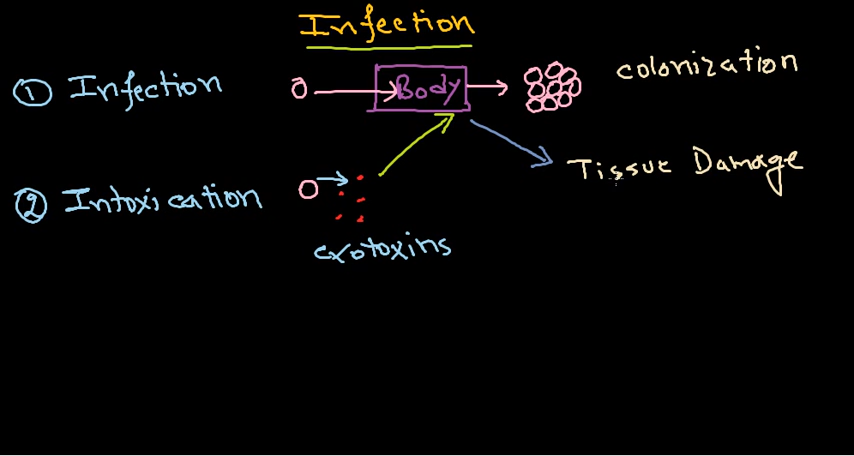 Infection
① Infection
Body
colonization
Tissue Damage
② Intoxication
exotoxins